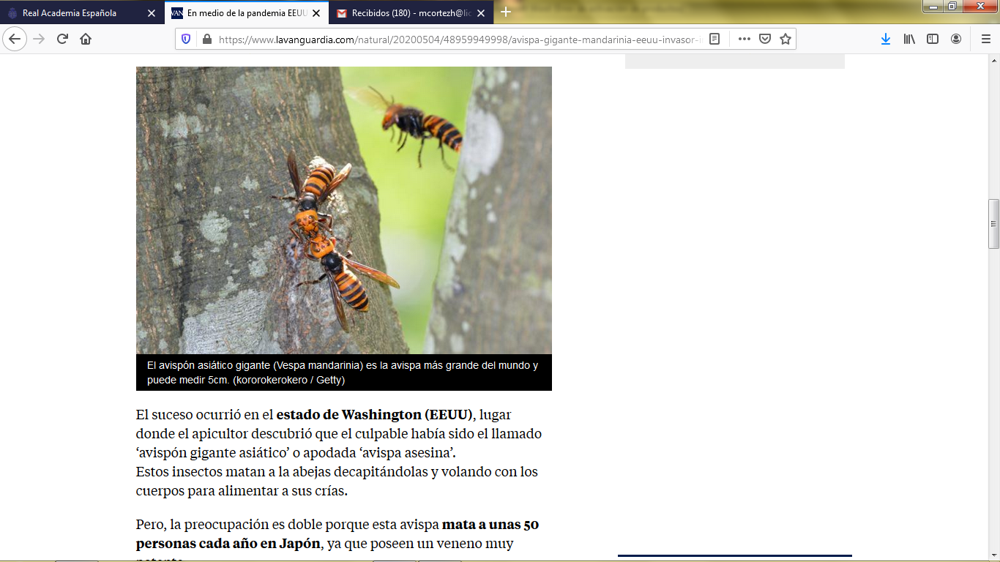 Real Academia Española
VAN En medio de la pandemia EEUU
Recibidos (180) - mcortezh@lic
https://www.lavanguardia.com/natural/20200504/48959949998/avispa-gigante-mandarinia-eeuu-invasor-i
El avispón asiático gigante (Vespa mandarinia) es la avispa más grande del mundo y
puede medir 5cm. (kororokerokero / Getty)
El suceso ocurrió en el estado de Washington (EEUU), lugar
donde el apicultor descubrió que el culpable había sido el llamado
‘avispón gigante asiático’ o apodada ‘avispa asesina’.
Estos insectos matan a la abejas decapitándolas y volando con los
cuerpos para alimentar a sus crías.
Pero, la preocupación es doble porque esta avispa mata a unas 50
personas cada año en Japón, ya que poseen un veneno muy